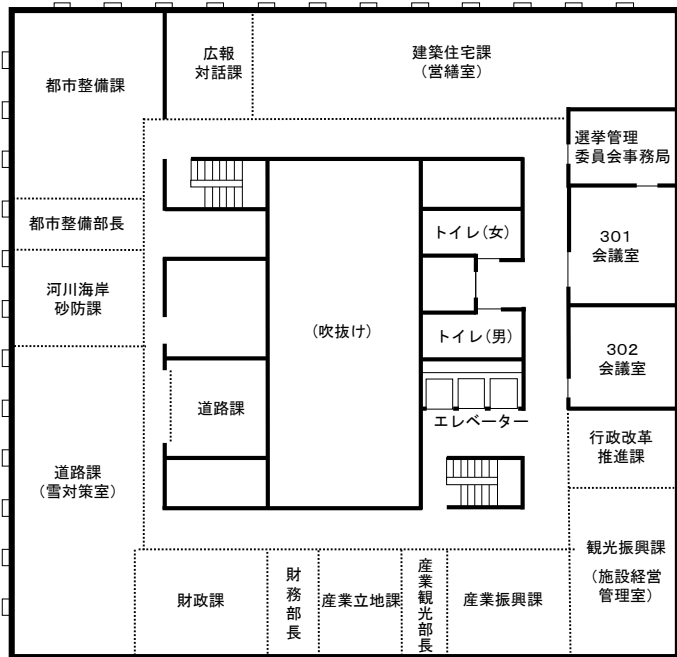 都市整備課
広報
対話課
建築住宅課
(営繕室)
選挙管理
委員会事務局
都市整備部長
トイレ(女)
301
会議室
河川海岸
砂防課
(吹抜け)
トイレ(男)
302
会議室
道路課
エレベーター
行政改革
推進課
道路課
(雪対策室)
観光振興課
(施設経営
管理室)
財政課
財務部長
産業立地課
産業観光部長
産業振興課